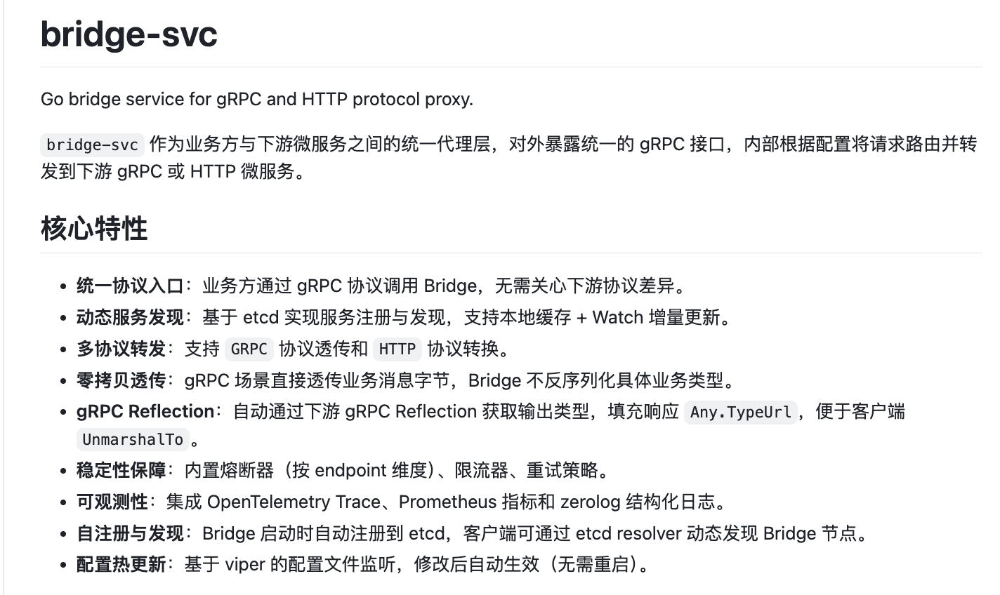 bridge-svc
Go bridge service for gRPC and HTTP protocol proxy.
bridge-svc 作为业务方与下游微服务之间的统一代理层，对外暴露统一的 gRPC 接口，内部根据配置将请求路由并转
发到下游 gRPC 或 HTTP 微服务。
核心特性
• 统一协议入口：业务方通过 gRPC 协议调用 Bridge，无需关心下游协议差异。
• 动态服务发现：基于 etcd 实现服务注册与发现，支持本地缓存 + Watch 增量更新。
• 多协议转发：支持 GRPC 协议透传和 HTTP 协议转换。
• 零拷贝透传：gRPC 场景直接透传业务消息字节，Bridge 不反序列化具体业务类型。
• gRPC Reflection：自动通过下游 gRPC Reflection 获取输出类型，填充响应 Any.TypeUrl，便于客户端
UnmarshalTo。
• 稳定性保障：内置熔断器（按 endpoint 维度）、限流器、重试策略。
• 可观测性：集成 OpenTelemetry Trace、Prometheus 指标和 zerolog 结构化日志。
• 自注册与发现：Bridge 启动时自动注册到 etcd，客户端可通过 etcd resolver 动态发现 Bridge 节点。
• 配置热更新：基于 viper 的配置文件监听，修改后自动生效（无需重启）。